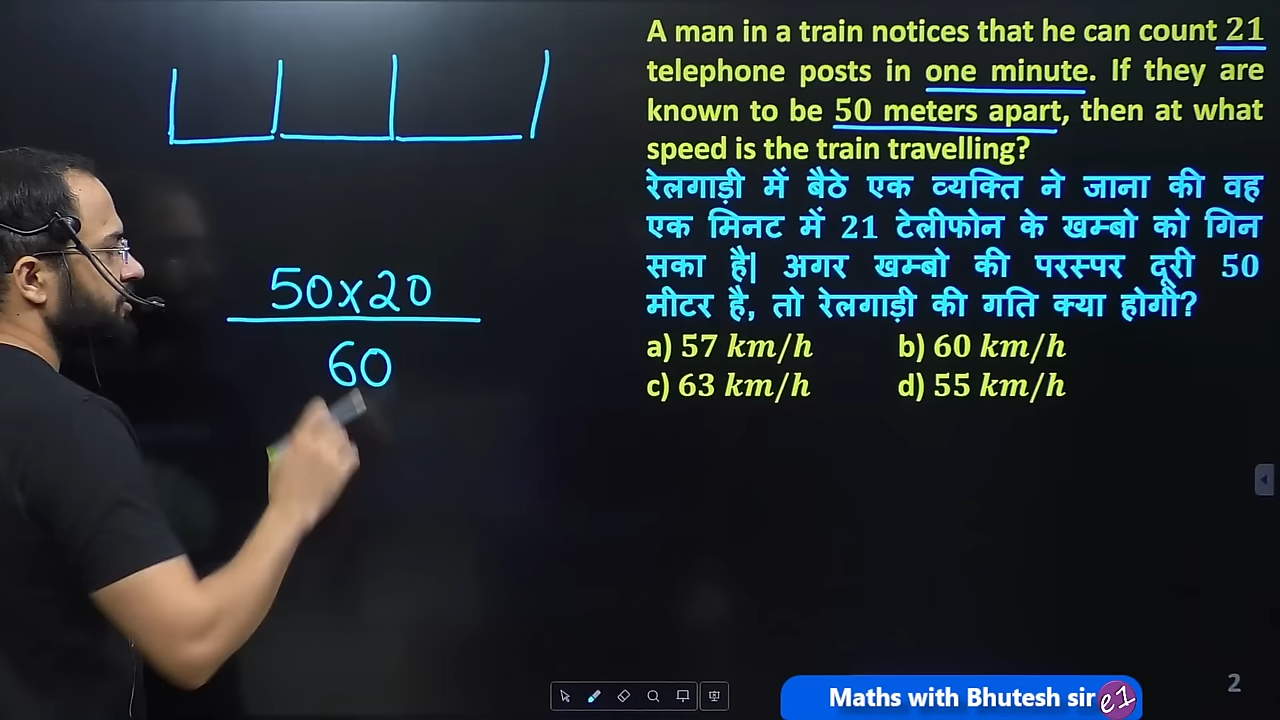 A man in a train notices that he can count 21
telephone posts in one minute. If they are
known to be 50 meters apart, then at what
speed is the train travelling?
रेलगाड़ी में बैठे एक व्यक्ति ने जाना की वह
एक मिनट में 21 टेलीफोन के खम्बो को गिन
सका है| अगर खम्बो की परस्पर दूरी 50
मीटर है, तो रेलगाड़ी की गति क्या होगी?
a) 57 km/h b) 60 km/h
c) 63 km/h d) 55 km/h
50x20
60
Maths with Bhutesh sir e1
2